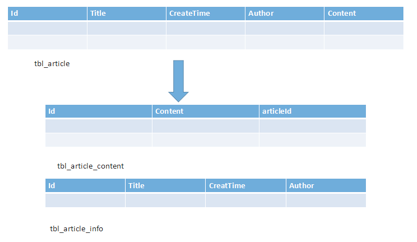 Id Title CreateTime Author Content
tbl_article
Id Content articleId
tbl_article_content
Id Title CreatTime Author
tbl_article_info